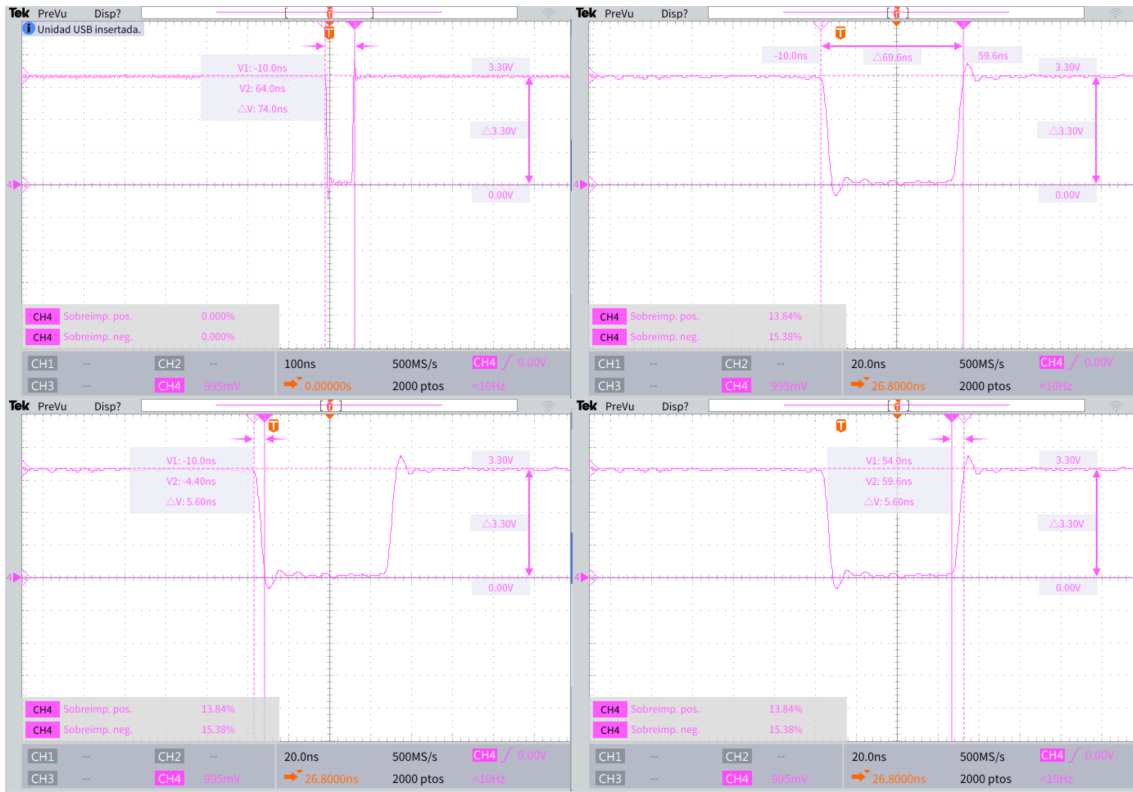 Tek PreVu Disp?
Unidad USB insertada.
V1: -10.0ns
V2: 64.0ns
△V: 74.0ns
3.30V
△3.30V
4
0.00V
CH4 Sobreimp. pos. 0.000%
CH4 Sobreimp. neg. 0.000%
CH1 -- CH2 -- 100ns 500MS/s CH4 0.00V
CH3 -- CH4 995mV 0.00000s 2000 ptos <10Hz
Tek PreVu Disp?
T
-10.0ns △69.6ns 59.6ns
3.30V
△3.30V
4
0.00V
CH4 Sobreimp. pos. 13.84%
CH4 Sobreimp. neg. 15.38%
CH1 -- CH2 -- 20.0ns 500MS/s CH4 0.00V
CH3 -- CH4 995mV 26.8000ns 2000 ptos <10Hz
Tek PreVu Disp?
T
V1: -10.0ns
V2: -4.40ns
△V: 5.60ns
3.30V
△3.30V
4
0.00V
CH4 Sobreimp. pos. 13.84%
CH4 Sobreimp. neg. 15.38%
CH1 -- CH2 -- 20.0ns 500MS/s CH4 0.00V
CH3 -- CH4 995mV 26.8000ns 2000 ptos <10Hz
Tek PreVu Disp?
T
V1: 54.0ns
V2: 59.6ns
△V: 5.60ns
3.30V
△3.30V
4
0.00V
CH4 Sobreimp. pos. 13.84%
CH4 Sobreimp. neg. 15.38%
CH1 -- CH2 -- 20.0ns 500MS/s CH4 0.00V
CH3 -- CH4 995mV 26.8000ns 2000 ptos <10Hz